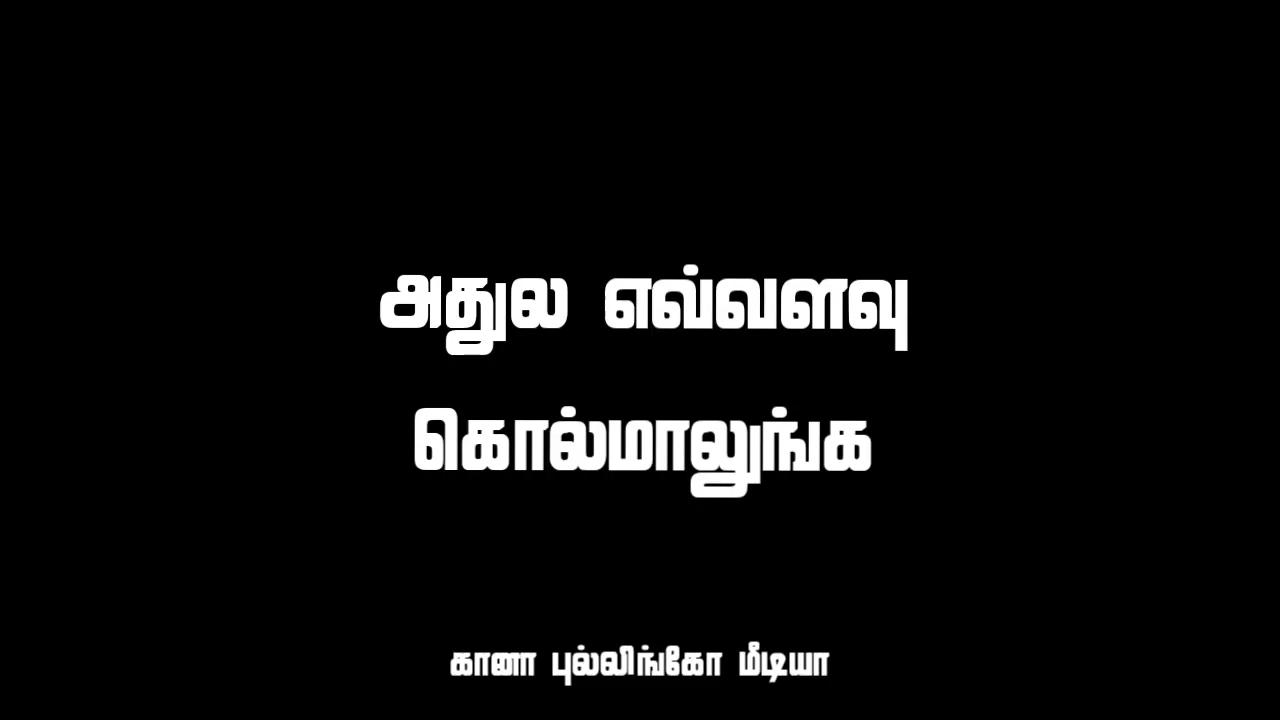 அதுல எவ்வளவு
கொல்மாலுங்க
கானா புல்லிங்கோ மீடியா